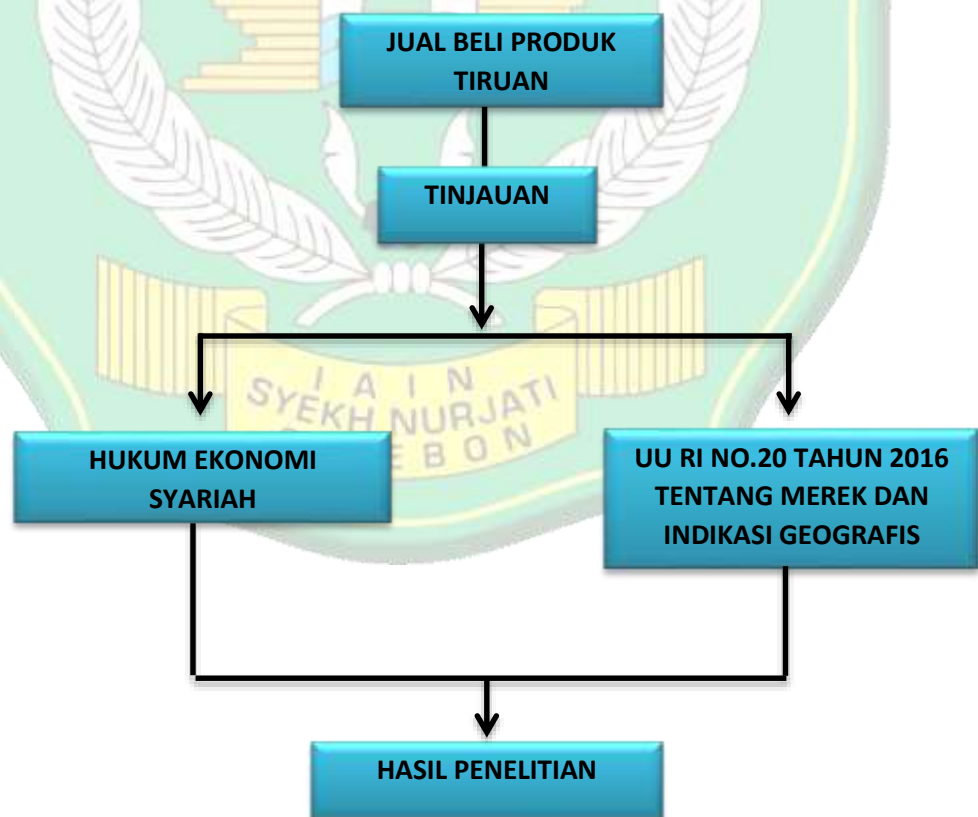 JUAL BELI PRODUK
TIRUAN
TINJAUAN
I A I N
SYEKH NURJATI
HUKUM EKONOMI
SYARIAH
EBON
UU RI NO.20 TAHUN 2016
TENTANG MEREK DAN
INDIKASI GEOGRAFIS
HASIL PENELITIAN